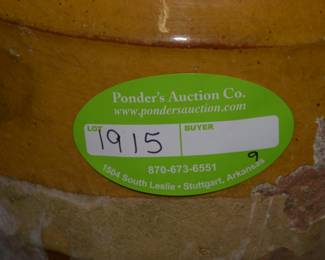 Ponder's Auction Co.
www.pondersauction.com
LOT BUYER
1915
9
870-673-6551
1504 South Leslie • Stuttgart, Arkansas